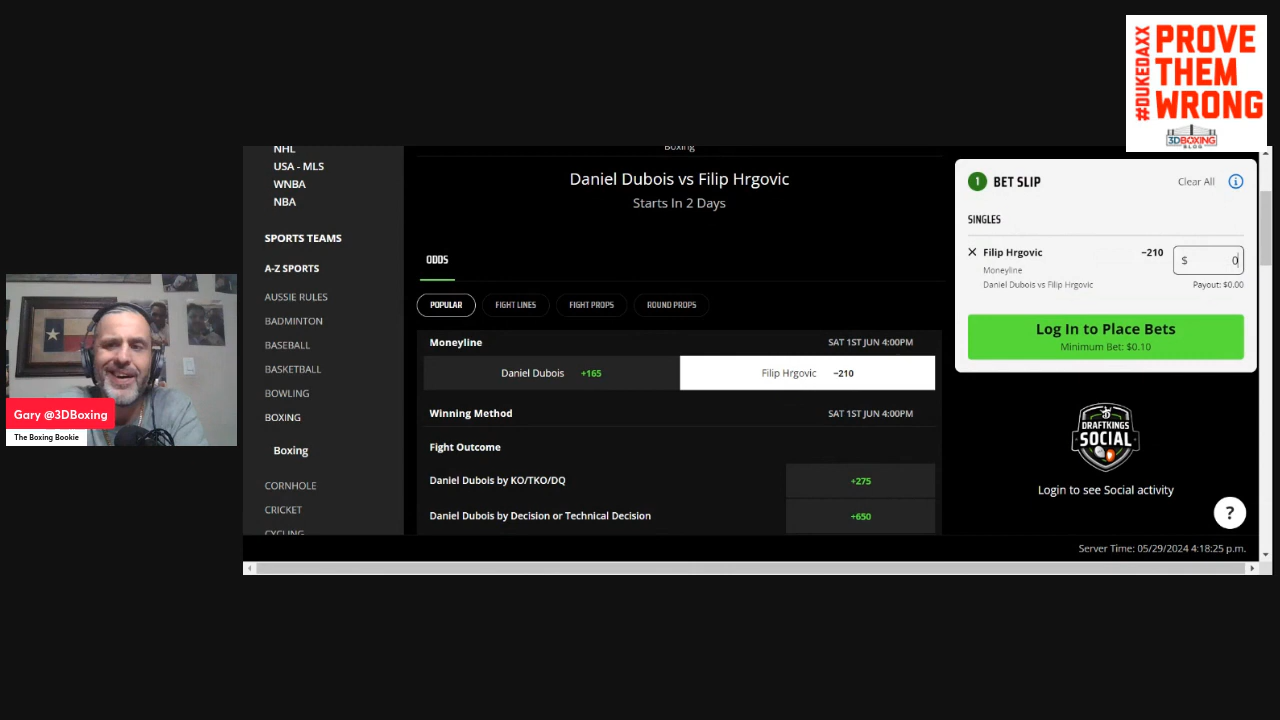 #DUKEDAXX
PROVE
THEM
WRONG
3DBOXING
BLOG
NHL
USA - MLS
WNBA
NBA
SPORTS TEAMS
A-Z SPORTS
AUSSIE RULES
BADMINTON
BASEBALL
BASKETBALL
BOWLING
BOXING
Boxing
CORNHOLE
CRICKET
CYCLING
Boxing
Daniel Dubois vs Filip Hrgovic
Starts In 2 Days
ODDS
POPULAR FIGHT LINES FIGHT PROPS ROUND PROPS
Moneyline SAT 1ST JUN 4:00PM
Daniel Dubois +165 Filip Hrgovic −210
Winning Method SAT 1ST JUN 4:00PM
Fight Outcome
Daniel Dubois by KO/TKO/DQ +275
Daniel Dubois by Decision or Technical Decision +650
1 BET SLIP Clear All i
SINGLES
× Filip Hrgovic −210 $ 0
Moneyline
Daniel Dubois vs Filip Hrgovic Payout: $0.00
Log In to Place Bets
Minimum Bet: $0.10
DRAFTKINGS
SOCIAL
Login to see Social activity
?
Server Time: 05/29/2024 4:18:25 p.m.
Gary @3DBoxing
The Boxing Bookie